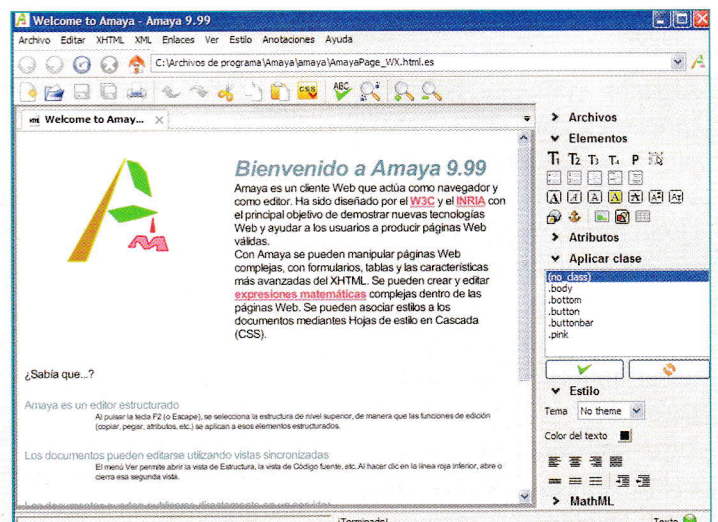 Welcome to Amaya - Amaya 9.99
Archivo Editar XHTML XML Enlaces Ver Estilo Anotaciones Ayuda
C:\Archivos de programa\Amaya\amaya\AmayaPage_WX.html.es
ABC
CSS
Welcome to Amay...
Bienvenido a Amaya 9.99
Amaya es un cliente Web que actúa como navegador y
como editor. Ha sido diseñado por el W3C y el INRIA con
el principal objetivo de demostrar nuevas tecnologías
Web y ayudar a los usuarios a producir páginas Web
válidas.
Con Amaya se pueden manipular páginas Web
complejas, con formularios, tablas y las características
más avanzadas del XHTML. Se pueden crear y editar
expresiones matemáticas complejas dentro de las
páginas Web. Se pueden asociar estilos a los
documentos mediantes Hojas de estilo en Cascada
(CSS).
¿Sabía que...?
Amaya es un editor estructurado
Al pulsar la tecla F2 (o Escape), se selecciona la estructura de nivel superior, de manera que las funciones de edición
(copiar, pegar, atributos, etc.) se aplican a esos elementos estructurados.
Los documentos pueden editarse utilizando vistas sincronizadas
El menú Ver permite abrir la vista de Estructura, la vista de Código fuente, etc. Al hacer clic en la línea roja inferior, abre o
cierra esa segunda vista.
Archivos
Elementos
T1 T2 T3 T4 P
Atributos
Aplicar clase
(no class)
.body
.bottom
.button
.buttonbar
.pink
Estilo
Tema No theme
Color del texto
MathML
¡Terminado!
Texto